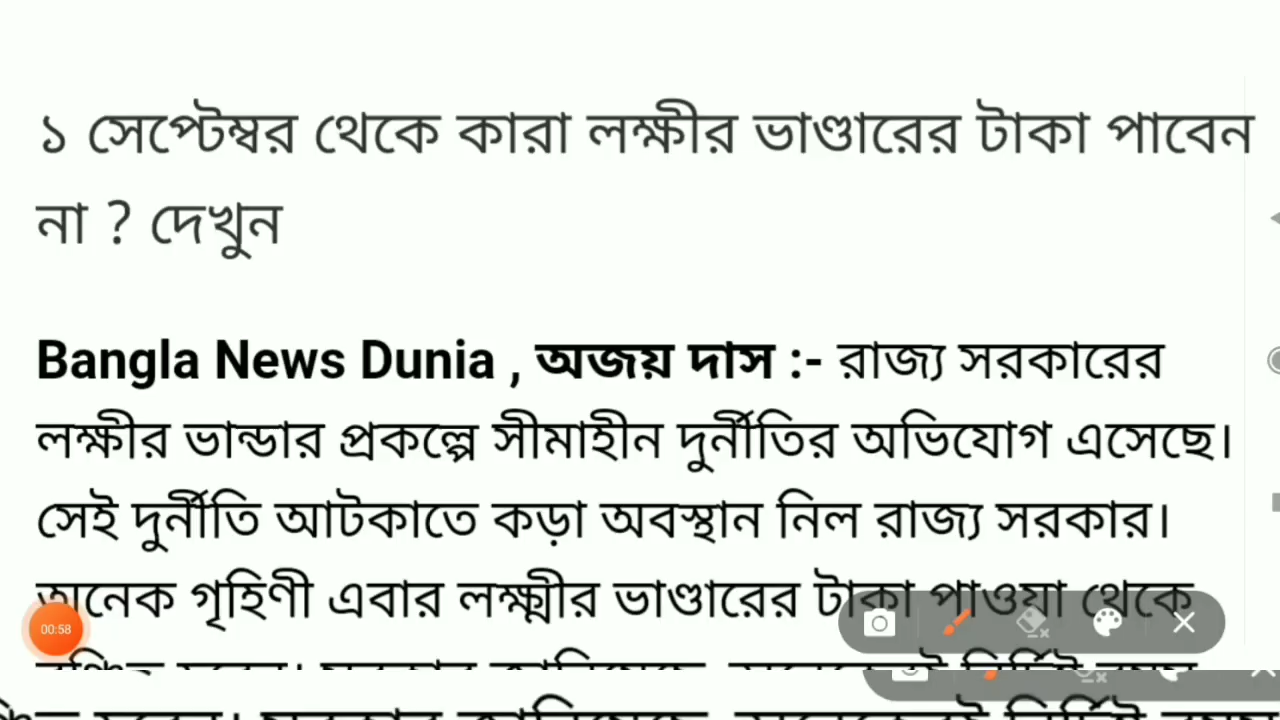 ১ সেপ্টেম্বর থেকে কারা লক্ষীর ভাণ্ডারের টাকা পাবেন
না ? দেখুন
Bangla News Dunia , অজয় দাস :- রাজ্য সরকারের
লক্ষীর ভান্ডার প্রকল্পে সীমাহীন দুর্নীতির অভিযোগ এসেছে।
সেই দুর্নীতি আটকাতে কড়া অবস্থান নিল রাজ্য সরকার।
অনেক গৃহিণী এবার লক্ষ্মীর ভাণ্ডারের টাকা পাওয়া থেকে
00:58